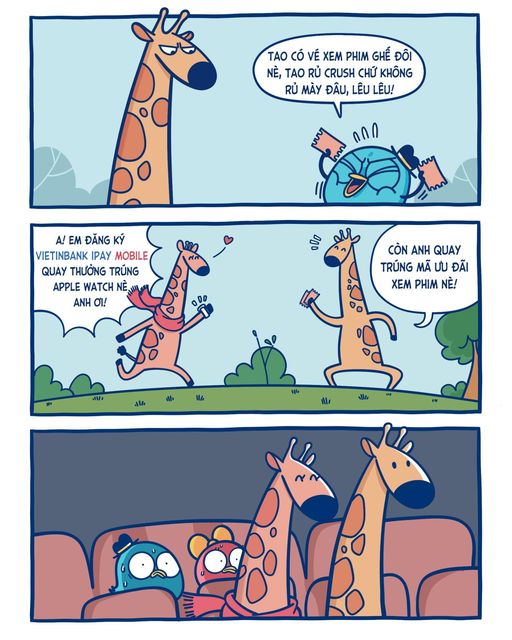 TAO CÓ VÉ XEM PHIM GHẾ ĐÔI
NÈ, TAO RỦ CRUSH CHỨ KHÔNG
RỦ MÀY ĐÂU, LÊU LÊU!
A! EM ĐĂNG KÝ
VIETINBANK IPAY MOBILE
QUAY THƯỞNG TRÚNG
APPLE WATCH NÈ
ANH ƠI!
CÒN ANH QUAY
TRÚNG MÃ ƯU ĐÃI
XEM PHIM NÈ!